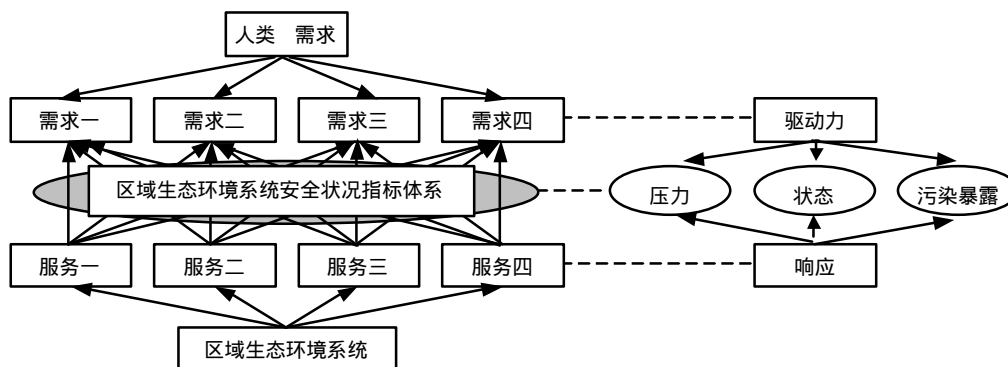 人类　需求
需求一
需求二
需求三
需求四
驱动力
区域生态环境系统安全状况指标体系
压力
状态
污染暴露
服务一
服务二
服务三
服务四
响应
区域生态环境系统